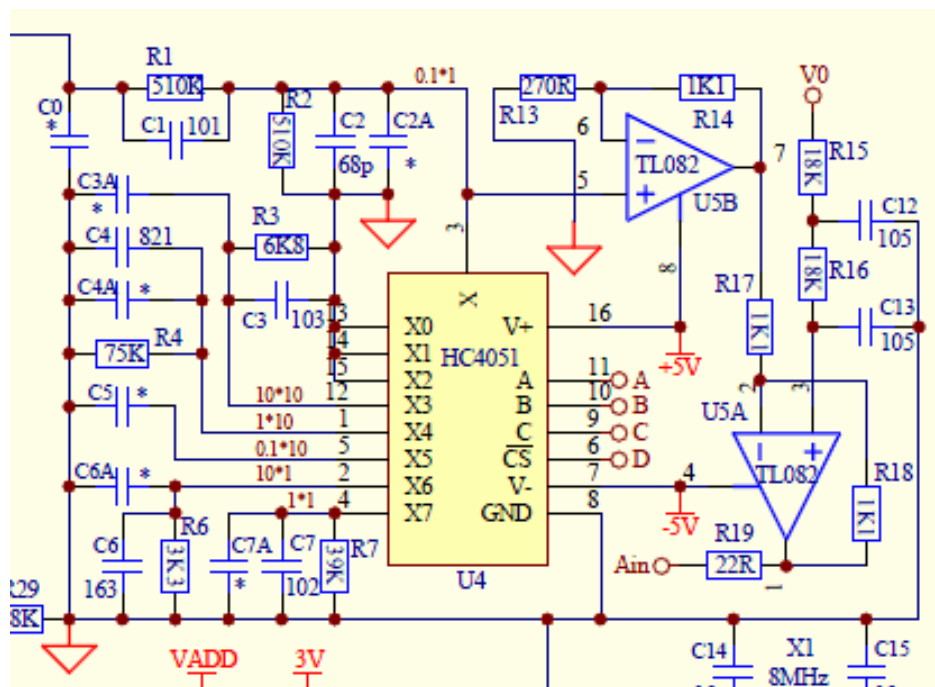 R1
510K
C0
*
C1
101
R2
510K
C2
68p
C2A
*
0.1*1
270R
R13
1K1
R14
V0
6
5
7
TL082
U5B
R15
18K
C12
105
C3A
*
C4
821
R3
6K8
3
8
R16
18K
C4A
*
R17
C13
105
C3
103
X
1K1
R4
75K
13
14
15
12
1
5
2
4
X0
X1
X2
X3
X4
X5
X6
X7
HC4051
V+
A
B
C
CS
V-
GND
16
11
10
9
6
7
8
A
B
C
D
+5V
-5V
C5
*
10*10
1*10
0.1*10
10*1
1*1
C6A
*
U5A
2
3
4
TL082
R18
1K1
C6
163
R6
3K3
C7A
*
C7
102
R7
39K
U4
R19
22R
Ain
1
R29
8K
VADD
3V
C14
X1
8MHz
C15